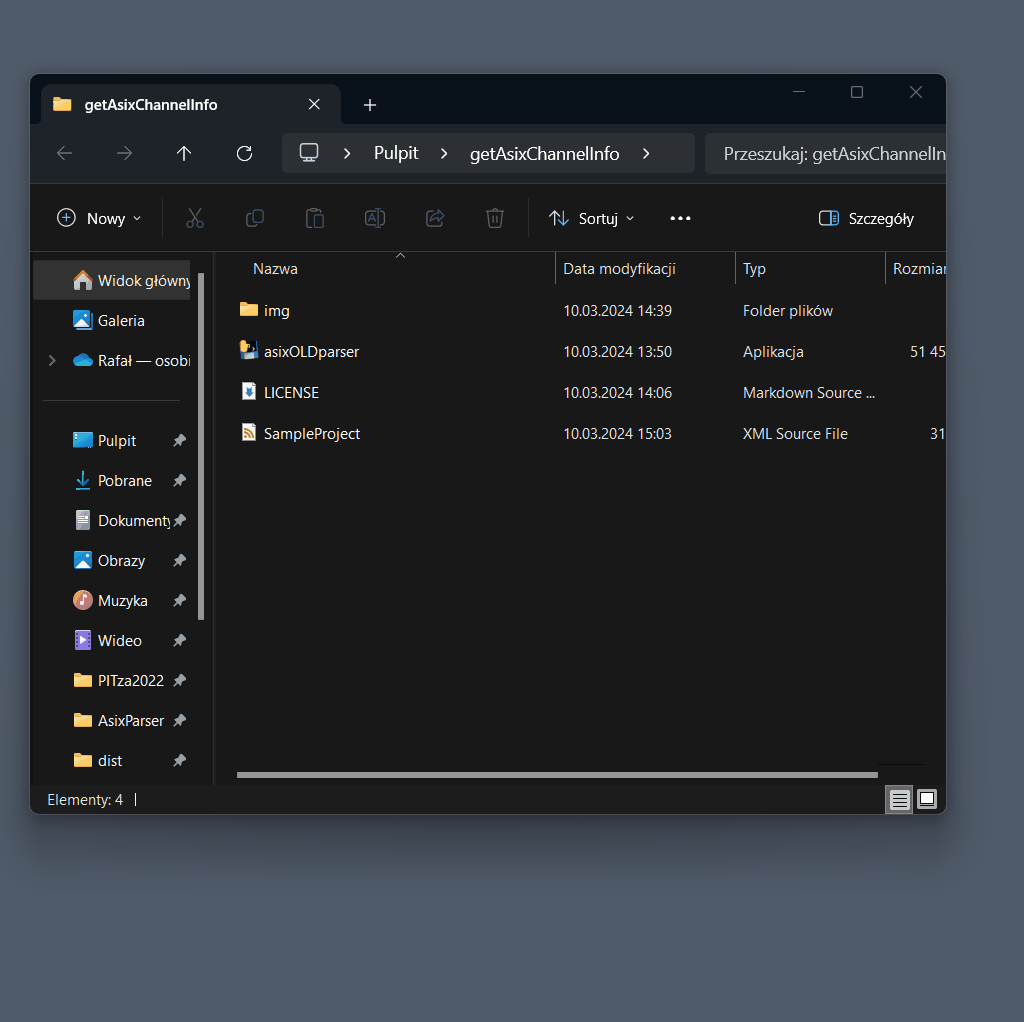 getAsixChannelInfo
Pulpit getAsixChannelInfo Przeszukaj: getAsixChannelIn
Nowy Sortuj Szczegóły
Nazwa Data modyfikacji Typ Rozmiar
Widok główny
Galeria
Rafał — osobi
Pulpit
Pobrane
Dokumenty
Obrazy
Muzyka
Wideo
PITza2022
AsixParser
dist
img 10.03.2024 14:39 Folder plików
asixOLDparser 10.03.2024 13:50 Aplikacja 51 45
LICENSE 10.03.2024 14:06 Markdown Source ...
SampleProject 10.03.2024 15:03 XML Source File 31
Elementy: 4